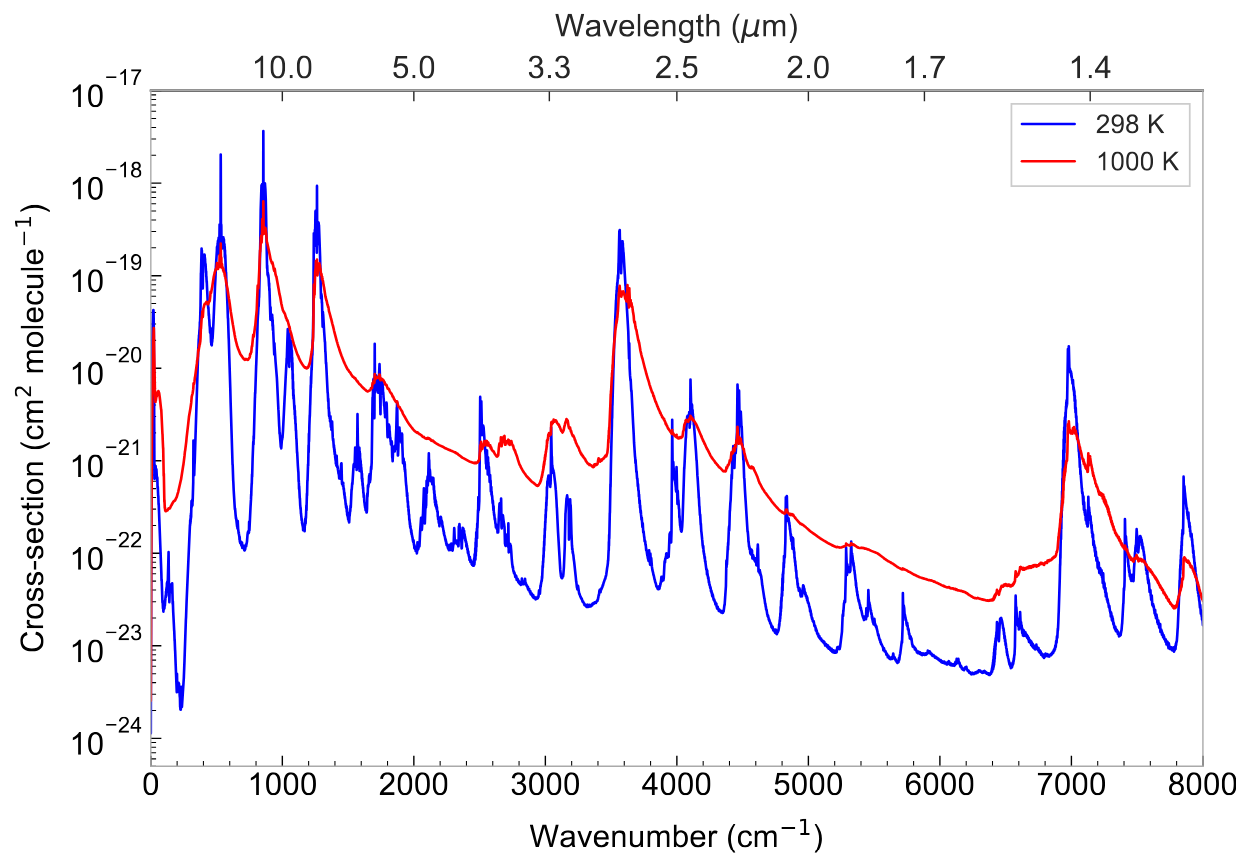 Wavelength (μm)
10.0 5.0 3.3 2.5 2.0 1.7 1.4
10⁻¹⁷
10⁻¹⁸
10⁻¹⁹
10⁻²⁰
10⁻²¹
10⁻²²
10⁻²³
10⁻²⁴
Cross-section (cm² molecule⁻¹)
298 K
1000 K
0 1000 2000 3000 4000 5000 6000 7000 8000
Wavenumber (cm⁻¹)